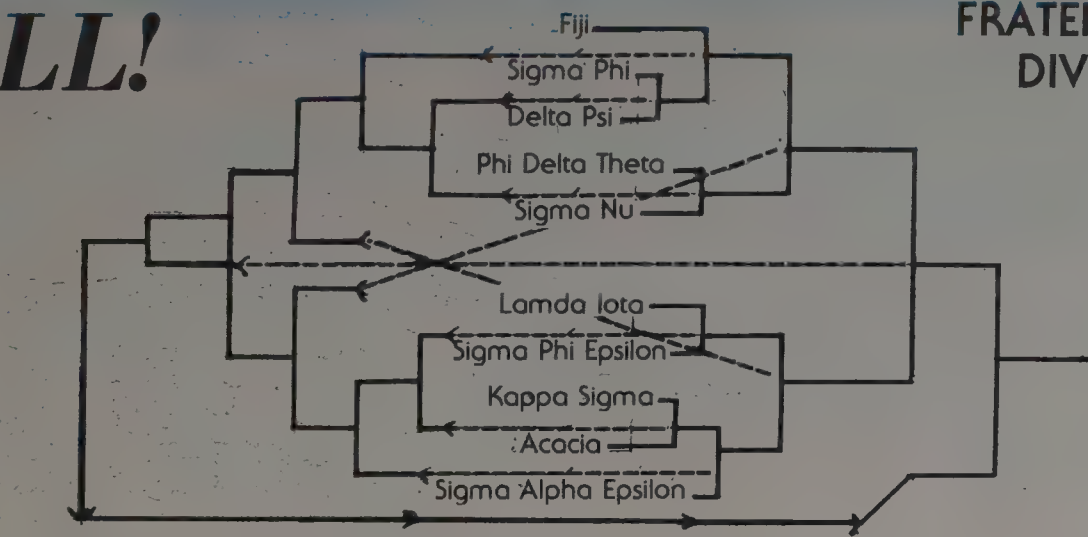 LL!
FRATE
DIV
Fiji
Sigma Phi
Delta Psi
Phi Delta Theta
Sigma Nu
Lamda Iota
Sigma Phi Epsilon
Kappa Sigma
Acacia
Sigma Alpha Epsilon